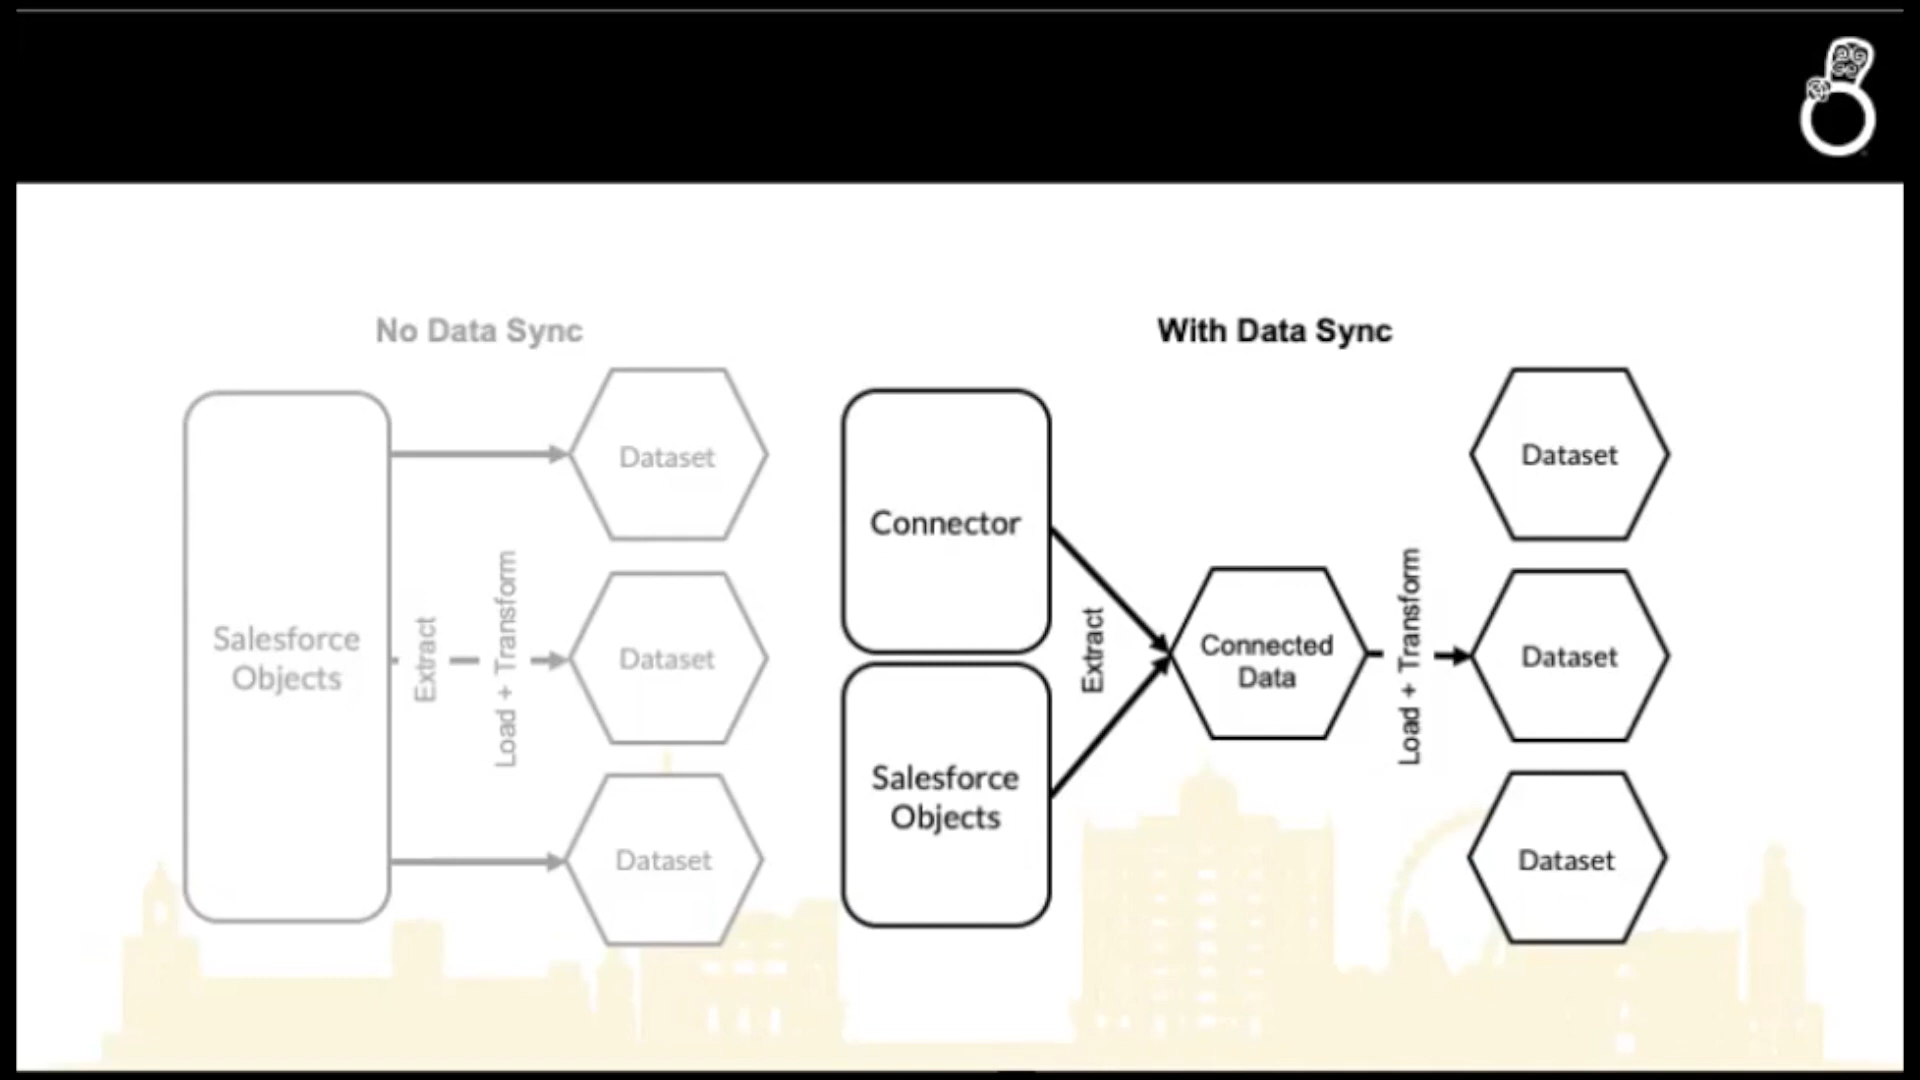 No Data Sync
Salesforce
Objects
Extract
Load + Transform
Dataset
Dataset
Dataset
With Data Sync
Connector
Salesforce
Objects
Extract
Connected
Data
Load + Transform
Dataset
Dataset
Dataset